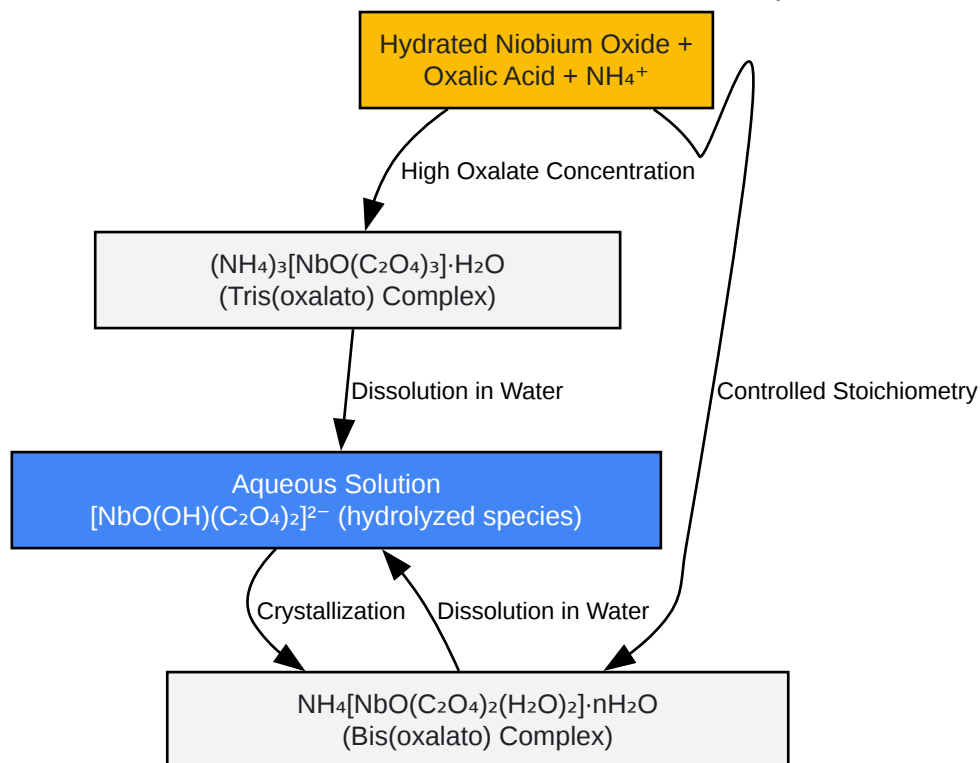 Hydrated Niobium Oxide +
Oxalic Acid + NH₄⁺
High Oxalate Concentration
(NH₄)₃[NbO(C₂O₄)₃]·H₂O
(Tris(oxalato) Complex)
Dissolution in Water
Controlled Stoichiometry
Aqueous Solution
[NbO(OH)(C₂O₄)₂]²⁻ (hydrolyzed species)
Crystallization
Dissolution in Water
NH₄[NbO(C₂O₄)₂(H₂O)₂]·nH₂O
(Bis(oxalato) Complex)